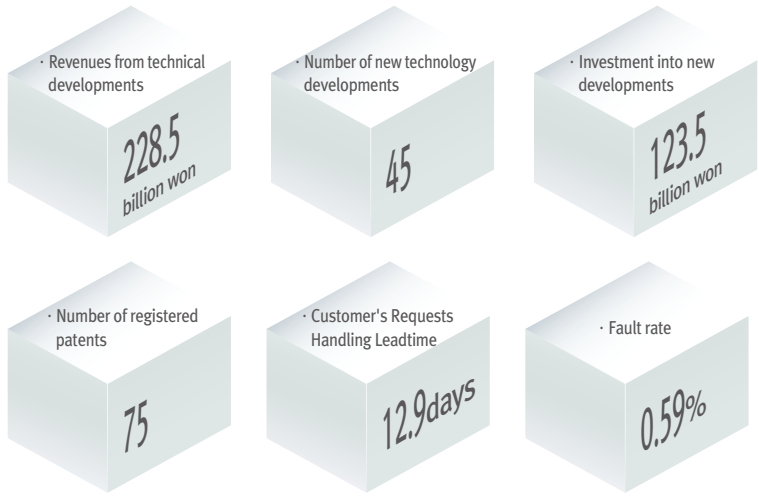 · Revenues from technical
developments
228.5
billion won
· Number of new technology
developments
45
· Investment into new
developments
123.5
billion won
· Number of registered
patents
75
· Customer's Requests
Handling Leadtime
12.9days
· Fault rate
0.59%